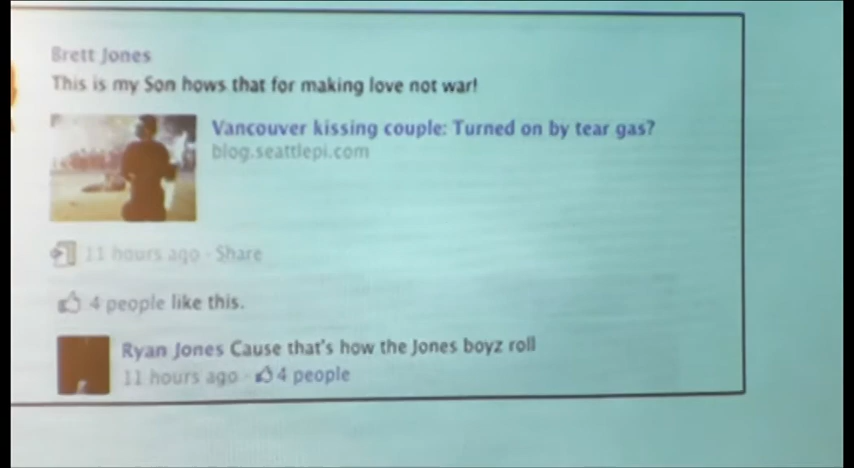 Brett Jones
This is my Son hows that for making love not war!
Vancouver kissing couple: Turned on by tear gas?
blog.seattlepi.com
11 hours ago · Share
4 people like this.
Ryan Jones Cause that's how the Jones boyz roll
11 hours ago · 4 people